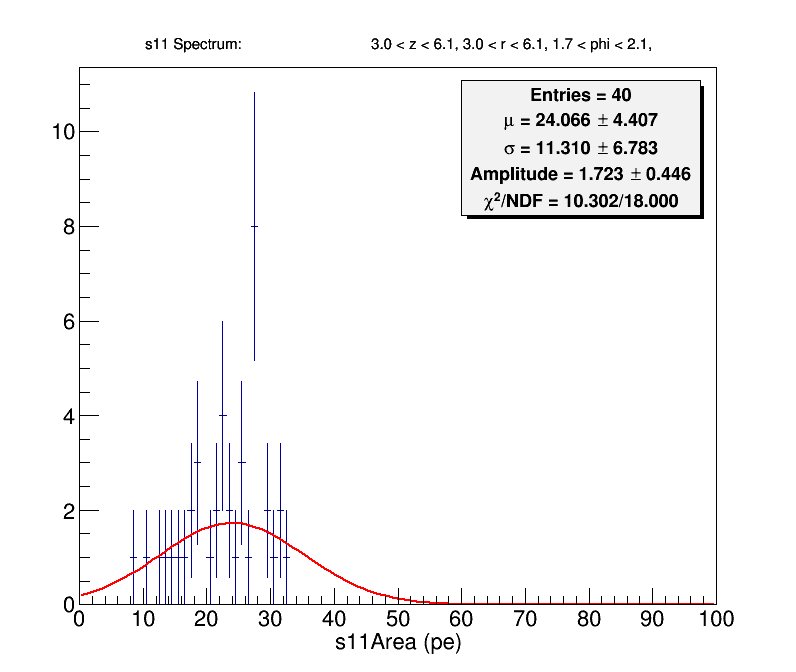 s11 Spectrum: 3.0 < z < 6.1, 3.0 < r < 6.1, 1.7 < phi < 2.1,
Entries = 40
μ = 24.066 ± 4.407
σ = 11.310 ± 6.783
Amplitude = 1.723 ± 0.446
χ²/NDF = 10.302/18.000
10
8
6
4
2
0
0 10 20 30 40 50 60 70 80 90 100
s11Area (pe)